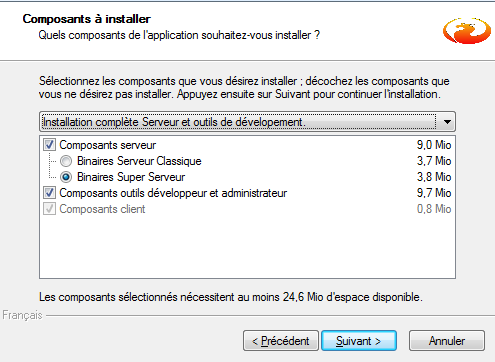 Composants à installer
Quels composants de l'application souhaitez-vous installer ?
Sélectionnez les composants que vous désirez installer ; décochez les composants que
vous ne désirez pas installer. Appuyez ensuite sur Suivant pour continuer l'installation.
Installation complète Serveur et outils de dévelopement.
Composants serveur 9,0 Mio
Binaires Serveur Classique 3,7 Mio
Binaires Super Serveur 3,8 Mio
Composants outils développeur et administrateur 9,7 Mio
Composants client 0,8 Mio
Les composants sélectionnés nécessitent au moins 24,6 Mio d'espace disponible.
Français
< Précédent Suivant > Annuler